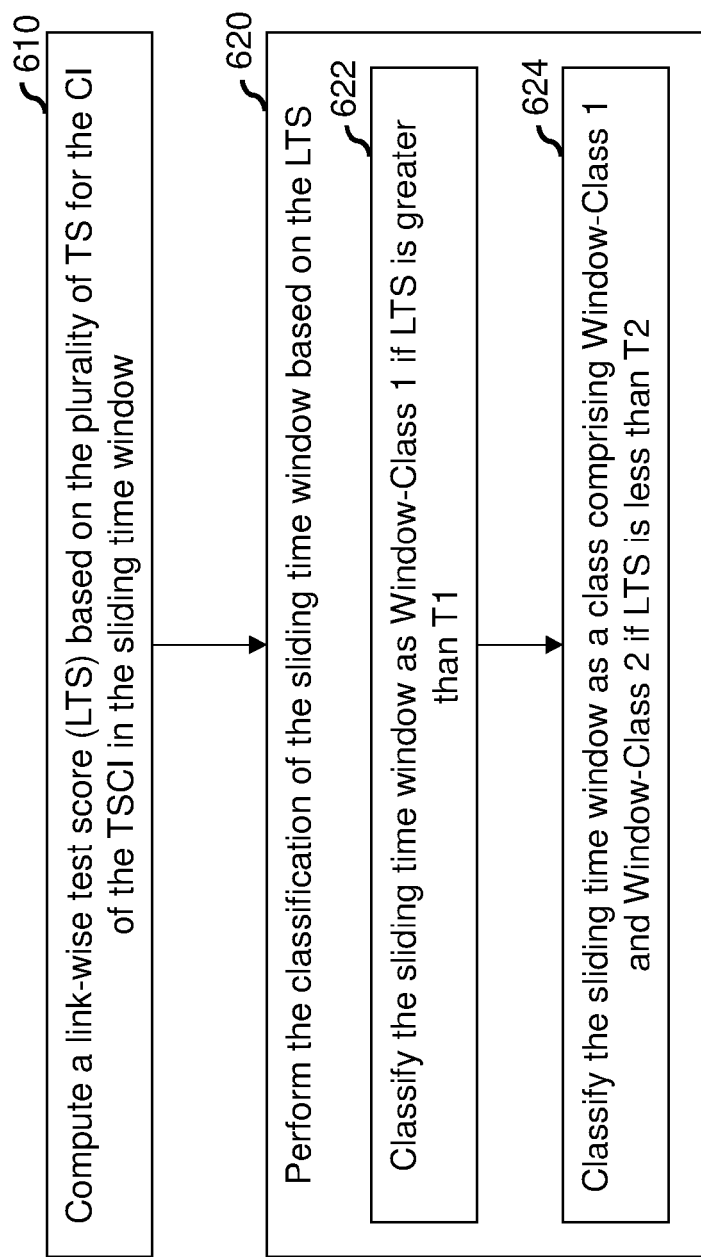 610
Compute a link-wise test score (LTS) based on the plurality of TS for the CI
of the TSCI in the sliding time window
620
Perform the classification of the sliding time window based on the LTS
622
Classify the sliding time window as Window-Class 1 if LTS is greater
than T1
624
Classify the sliding time window as a class comprising Window-Class 1
and Window-Class 2 if LTS is less than T2